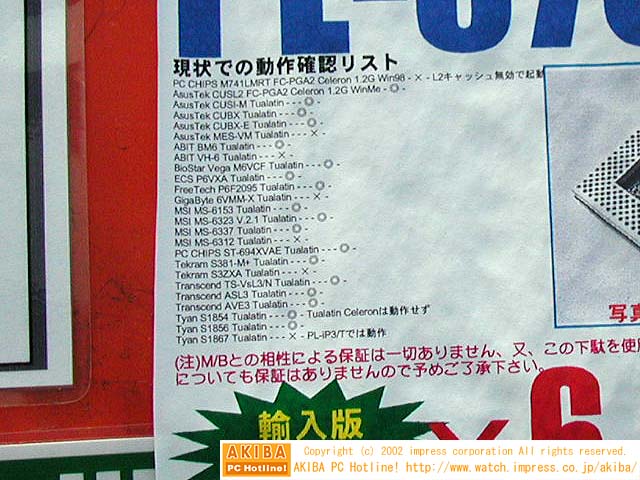 現状での動作確認リスト
PC CHIPS M741LMRT FC-PGA2 Celeron 1.2G Win98 - × - L2キャッシュ無効で起動
AsusTek CUSL2 FC-PGA2 Celeron 1.2G WinMe - ◎ -
AsusTek CUSI-M Tualatin - - - ◎ -
AsusTek CUBX Tualatin - - - ◎ -
AsusTek CUBX-E Tualatin - - - ◎ -
AsusTek MES-VM Tualatin - - - × -
ABIT BM6 Tualatin - - - ◎ -
ABIT VH-6 Tualatin - - - × -
BioStar Vega M6VCF Tualatin - - - ◎ -
ECS P6VXA Tualatin - - - ◎ -
FreeTech P6F2095 Tualatin - - - ◎ -
GigaByte 6VMM-X Tualatin - - - × -
MSI MS-6153 Tualatin - - - ◎ -
MSI MS-6323 V.2.1 Tualatin - - - ◎ -
MSI MS-6337 Tualatin - - - ◎ -
MSI MS-6312 Tualatin - - - × -
PC CHIPS ST-694XVAE Tualatin - - - ◎ -
Tekram S381-M+ Tualatin - - - ◎ -
Tekram S3ZXA Tualatin - - - × -
Transcend TS-VsL3/N Tualatin - - - ◎ -
Transcend ASL3 Tualatin - - - ◎ -
Transcend AVE3 Tualatin - - - ◎ -
Tyan S1854 Tualatin - - - ◎ - Tualatin Celeronは動作せず
Tyan S1856 Tualatin - - - ◎ -
Tyan S1867 Tualatin - - - × - PL-iP3/Tでは動作
写真
(注)M/Bとの相性による保証は一切ありません、又、この下駄を使用
についても保証はありませんので予めご了承下さい。
輸入版
×6
AKIBA
PC Hotline!
Copyright (c) 2002 impress corporation All rights reserved.
AKIBA PC Hotline! http://www.watch.impress.co.jp/akiba/